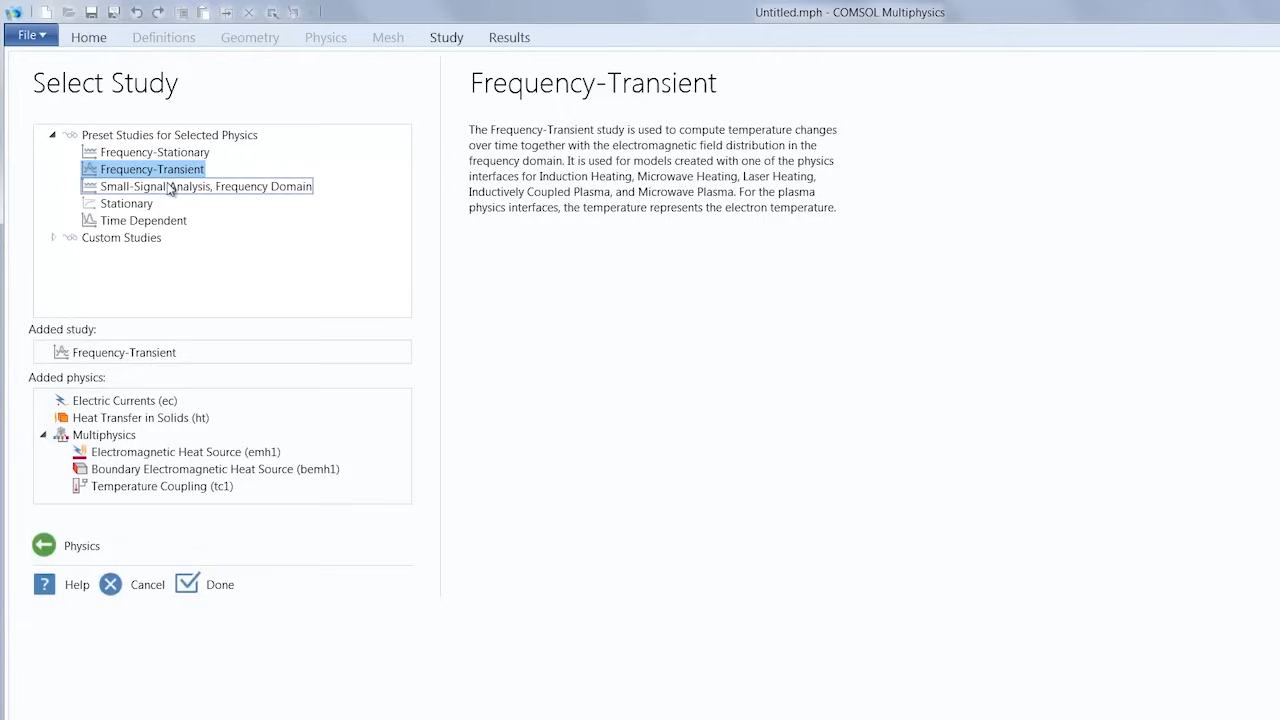 Untitled.mph - COMSOL Multiphysics
File Home Definitions Geometry Physics Mesh Study Results
Select Study
Preset Studies for Selected Physics
Frequency-Stationary
Frequency-Transient
Small-Signal Analysis, Frequency Domain
Stationary
Time Dependent
Custom Studies
Added study:
Frequency-Transient
Added physics:
Electric Currents (ec)
Heat Transfer in Solids (ht)
Multiphysics
Electromagnetic Heat Source (emh1)
Boundary Electromagnetic Heat Source (bemh1)
Temperature Coupling (tc1)
Physics
? Help Cancel Done
Frequency-Transient
The Frequency-Transient study is used to compute temperature changes
over time together with the electromagnetic field distribution in the
frequency domain. It is used for models created with one of the physics
interfaces for Induction Heating, Microwave Heating, Laser Heating,
Inductively Coupled Plasma, and Microwave Plasma. For the plasma
physics interfaces, the temperature represents the electron temperature.